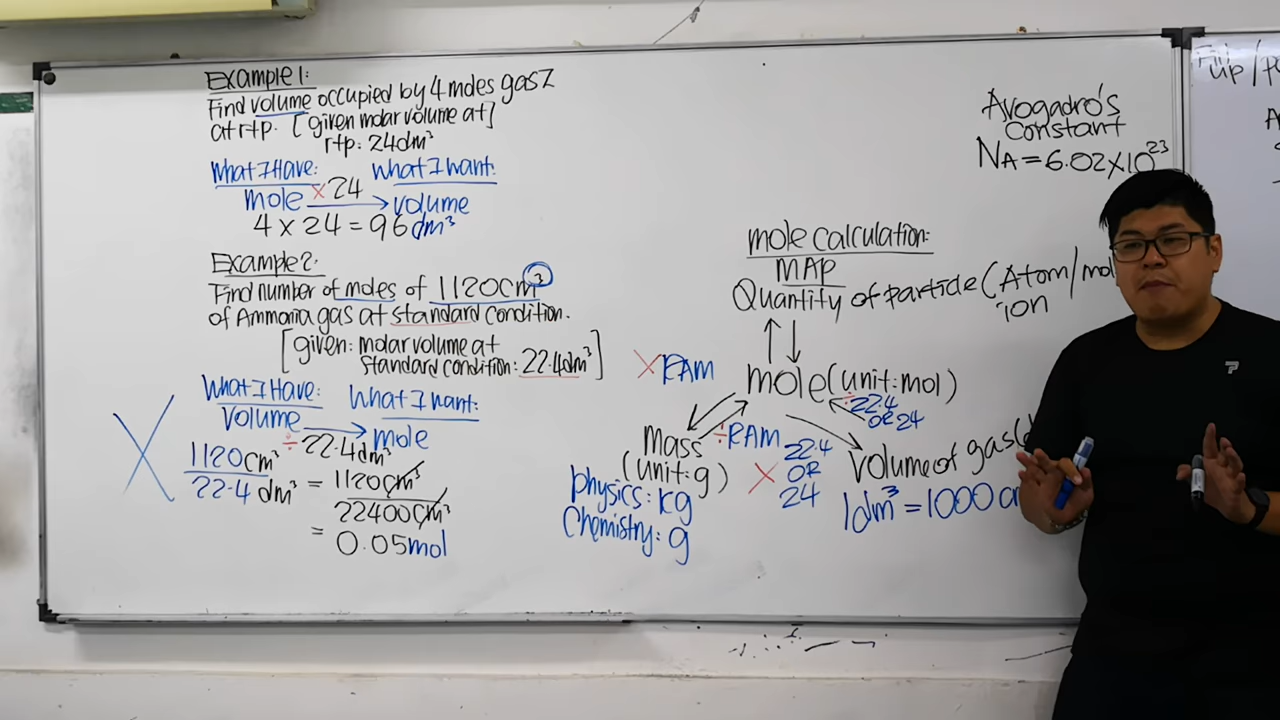 Example 1:
Find volume occupied by 4 moles gas Z
at rtp. [given molar volume at]
rtp: 24dm³
What I Have: What I want:
mole ×24 → volume
4 × 24 = 96 dm³
Example 2:
Find number of moles of 1120cm³
of Ammonia gas at standard condition.
[given: molar volume at
standard condition: 22.4dm³]
What I Have: What I want:
Volume → mole
÷ 22.4dm³
1120cm³ / 22.4 dm³ = 1120cm³ / 22400cm³
= 0.05mol
Avogadro's
Constant
NA = 6.02×10²³
mole calculation:
MAP
Quantity of particle (Atom/mol
ion
× RAM
mole (unit: mol)
÷ 22.4
OR 24
Mass
(unit: g)
÷ RAM
× 22.4
OR
24
Volume of gas(
physics: kg
Chemistry: g
1dm³ = 1000 c
up /